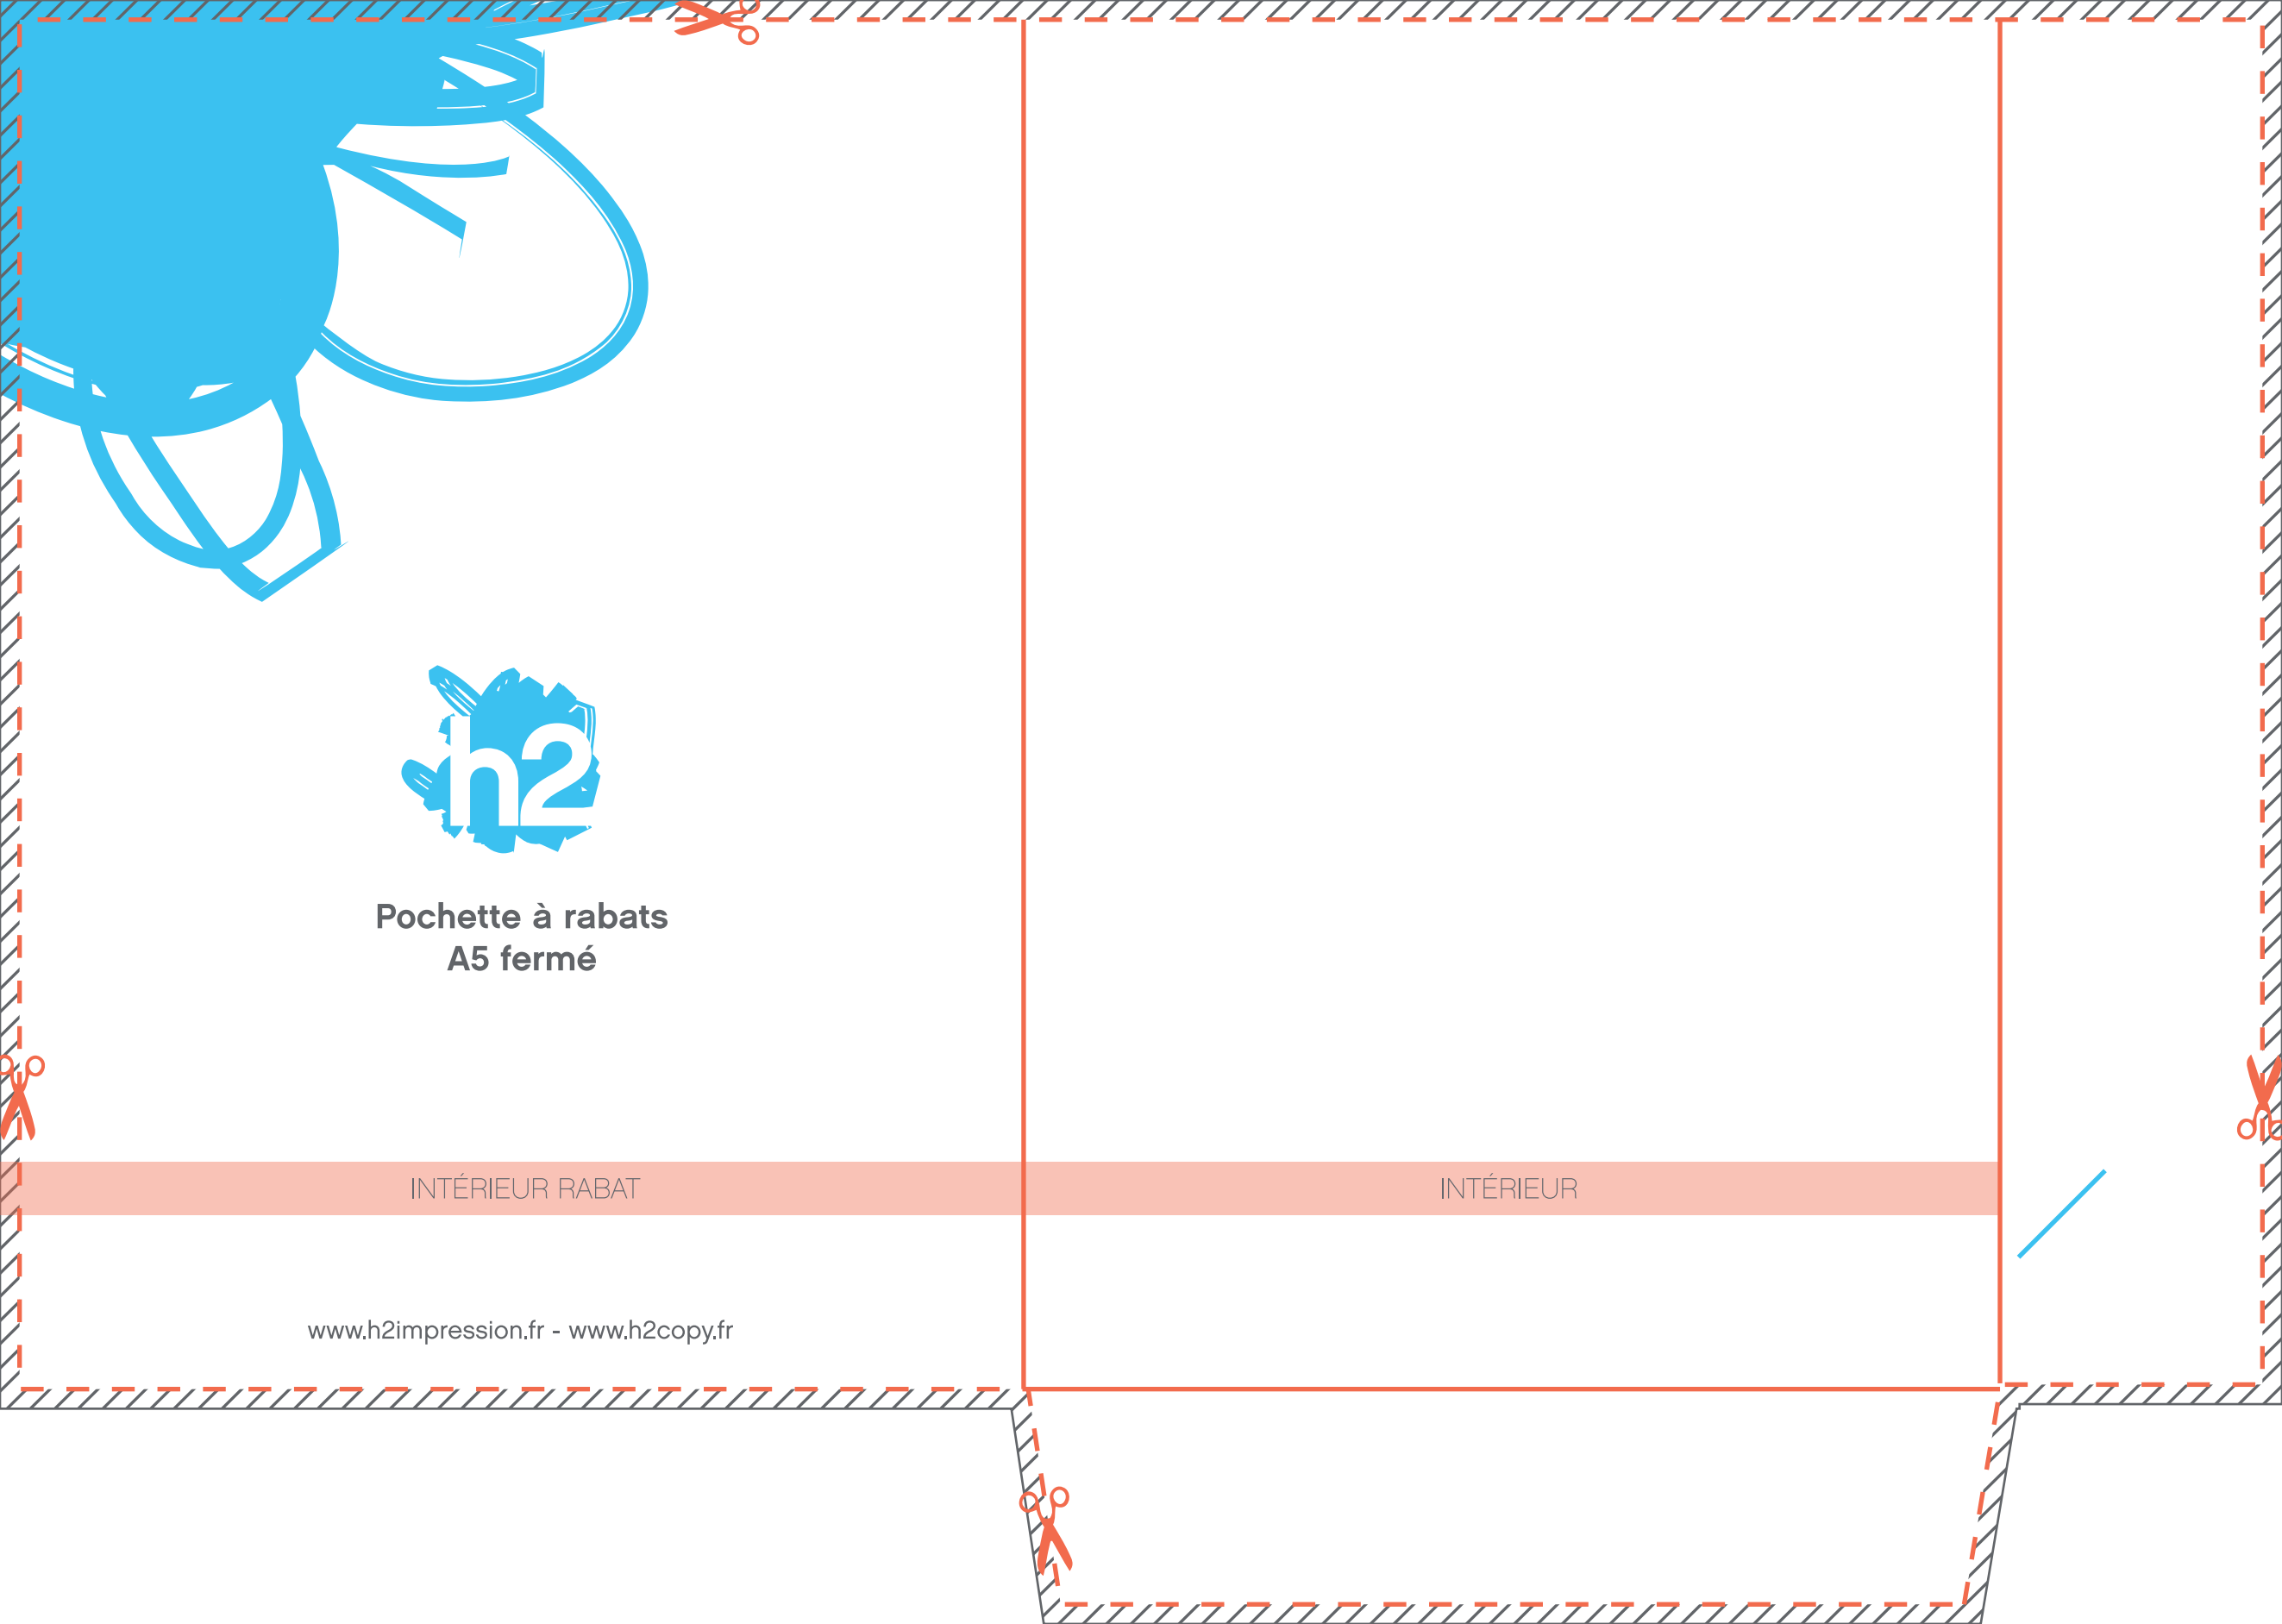 h2
Pochette à rabats
A5 fermé
INTÉRIEUR RABAT
INTÉRIEUR
www.h2impression.fr - www.h2copy.fr